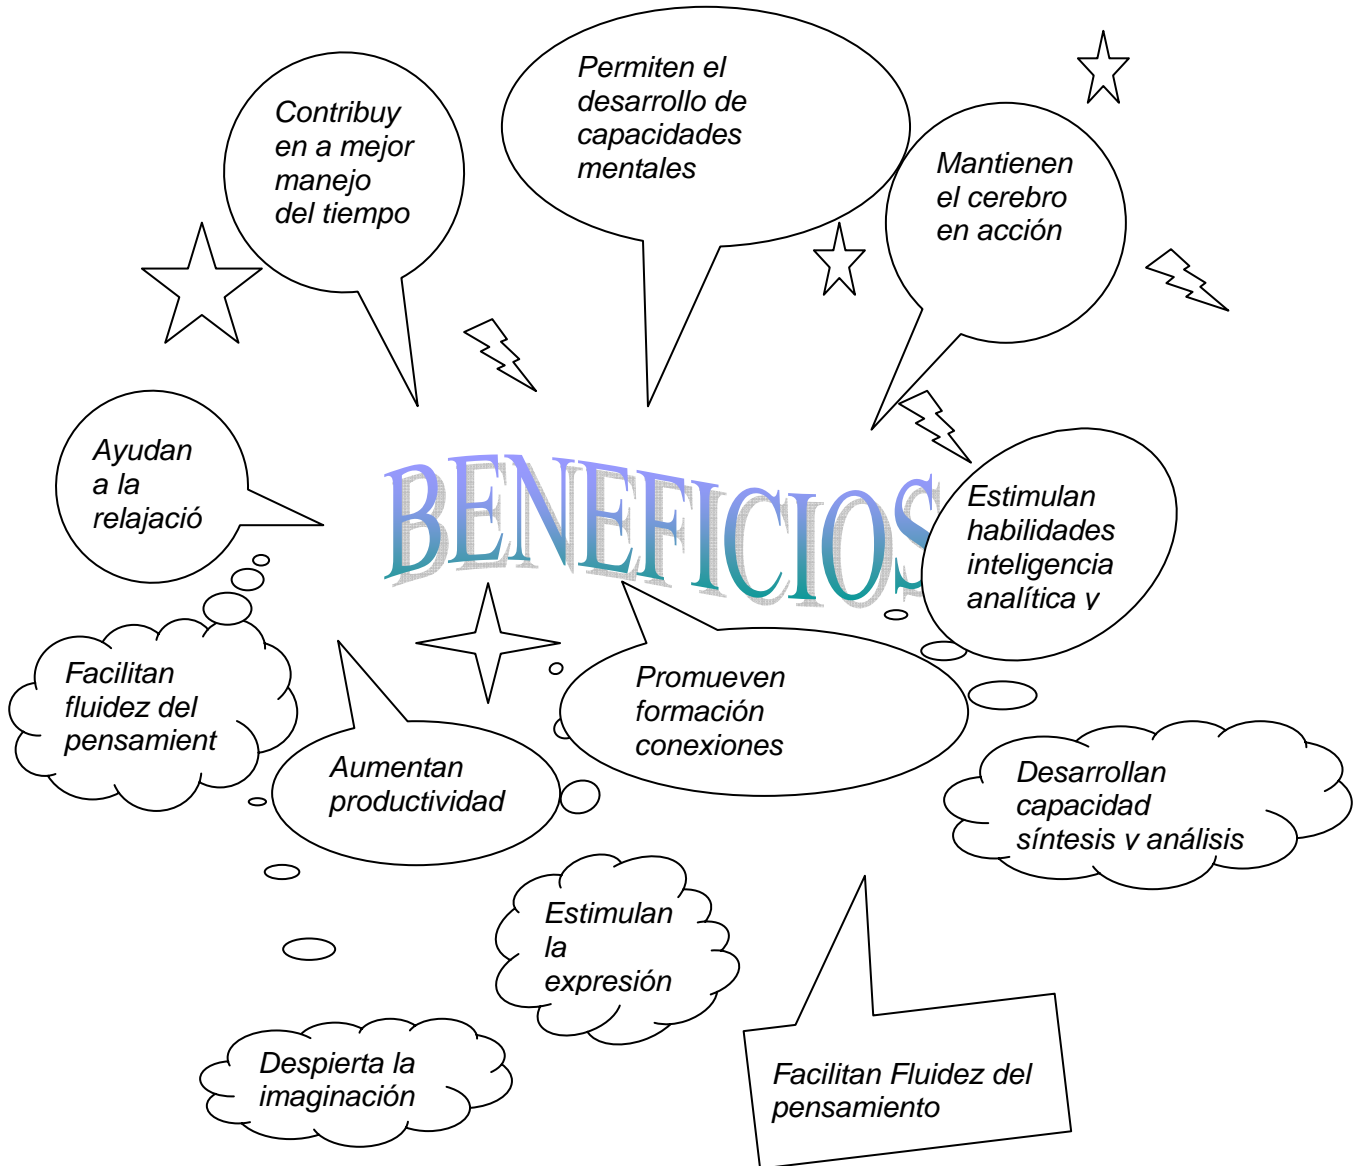 Contribuy
en a mejor
manejo
del tiempo
Permiten el
desarrollo de
capacidades
mentales
Mantienen
el cerebro
en acción
Ayudan
a la
relajació
BENEFICIOS
Estimulan
habilidades
inteligencia
analítica y
Facilitan
fluidez del
pensamient
Aumentan
productividad
Promueven
formación
conexiones
Desarrollan
capacidad
síntesis y análisis
Estimulan
la
expresión
Despierta la
imaginación
Facilitan Fluidez del
pensamiento